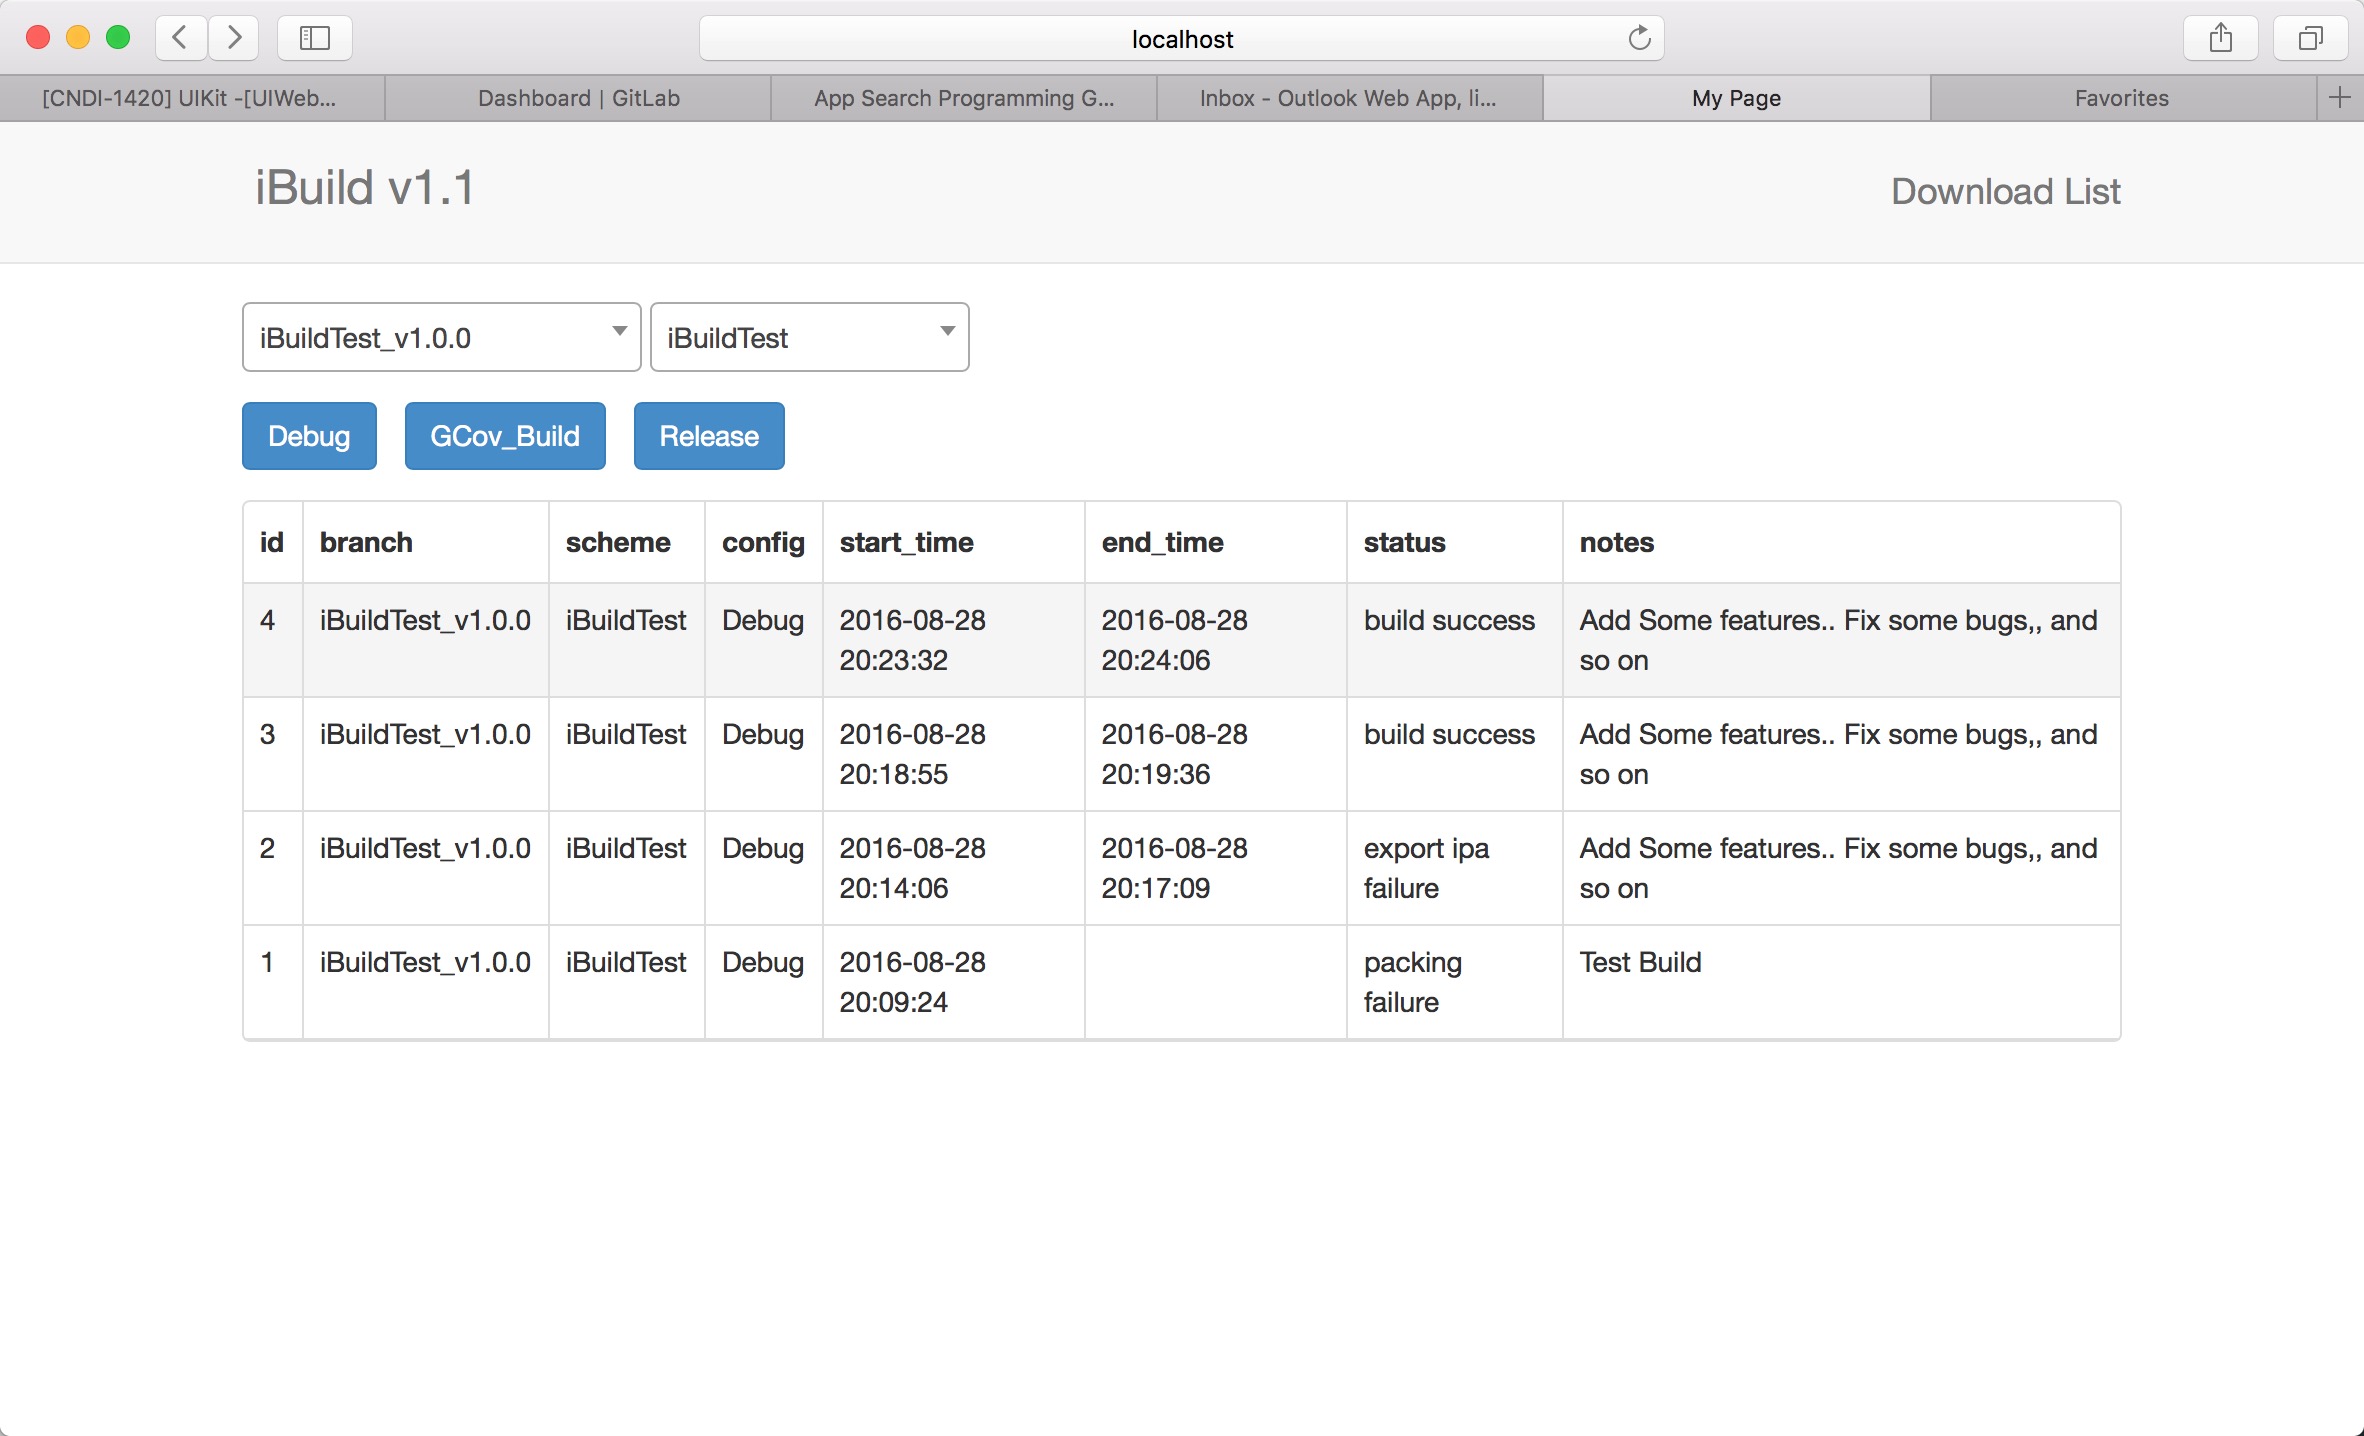 localhost
[CNDI-1420] UIKit -[UIWeb...
Dashboard | GitLab
App Search Programming G...
Inbox - Outlook Web App, li...
My Page
Favorites
iBuild v1.1
Download List
iBuildTest_v1.0.0
iBuildTest
Debug
GCov_Build
Release
id branch scheme config start_time end_time status notes
4 iBuildTest_v1.0.0 iBuildTest Debug 2016-08-28 2016-08-28 build success Add Some features.. Fix some bugs,, and
20:23:32 20:24:06 so on
3 iBuildTest_v1.0.0 iBuildTest Debug 2016-08-28 2016-08-28 build success Add Some features.. Fix some bugs,, and
20:18:55 20:19:36 so on
2 iBuildTest_v1.0.0 iBuildTest Debug 2016-08-28 2016-08-28 export ipa Add Some features.. Fix some bugs,, and
20:14:06 20:17:09 failure so on
1 iBuildTest_v1.0.0 iBuildTest Debug 2016-08-28 packing Test Build
20:09:24 failure